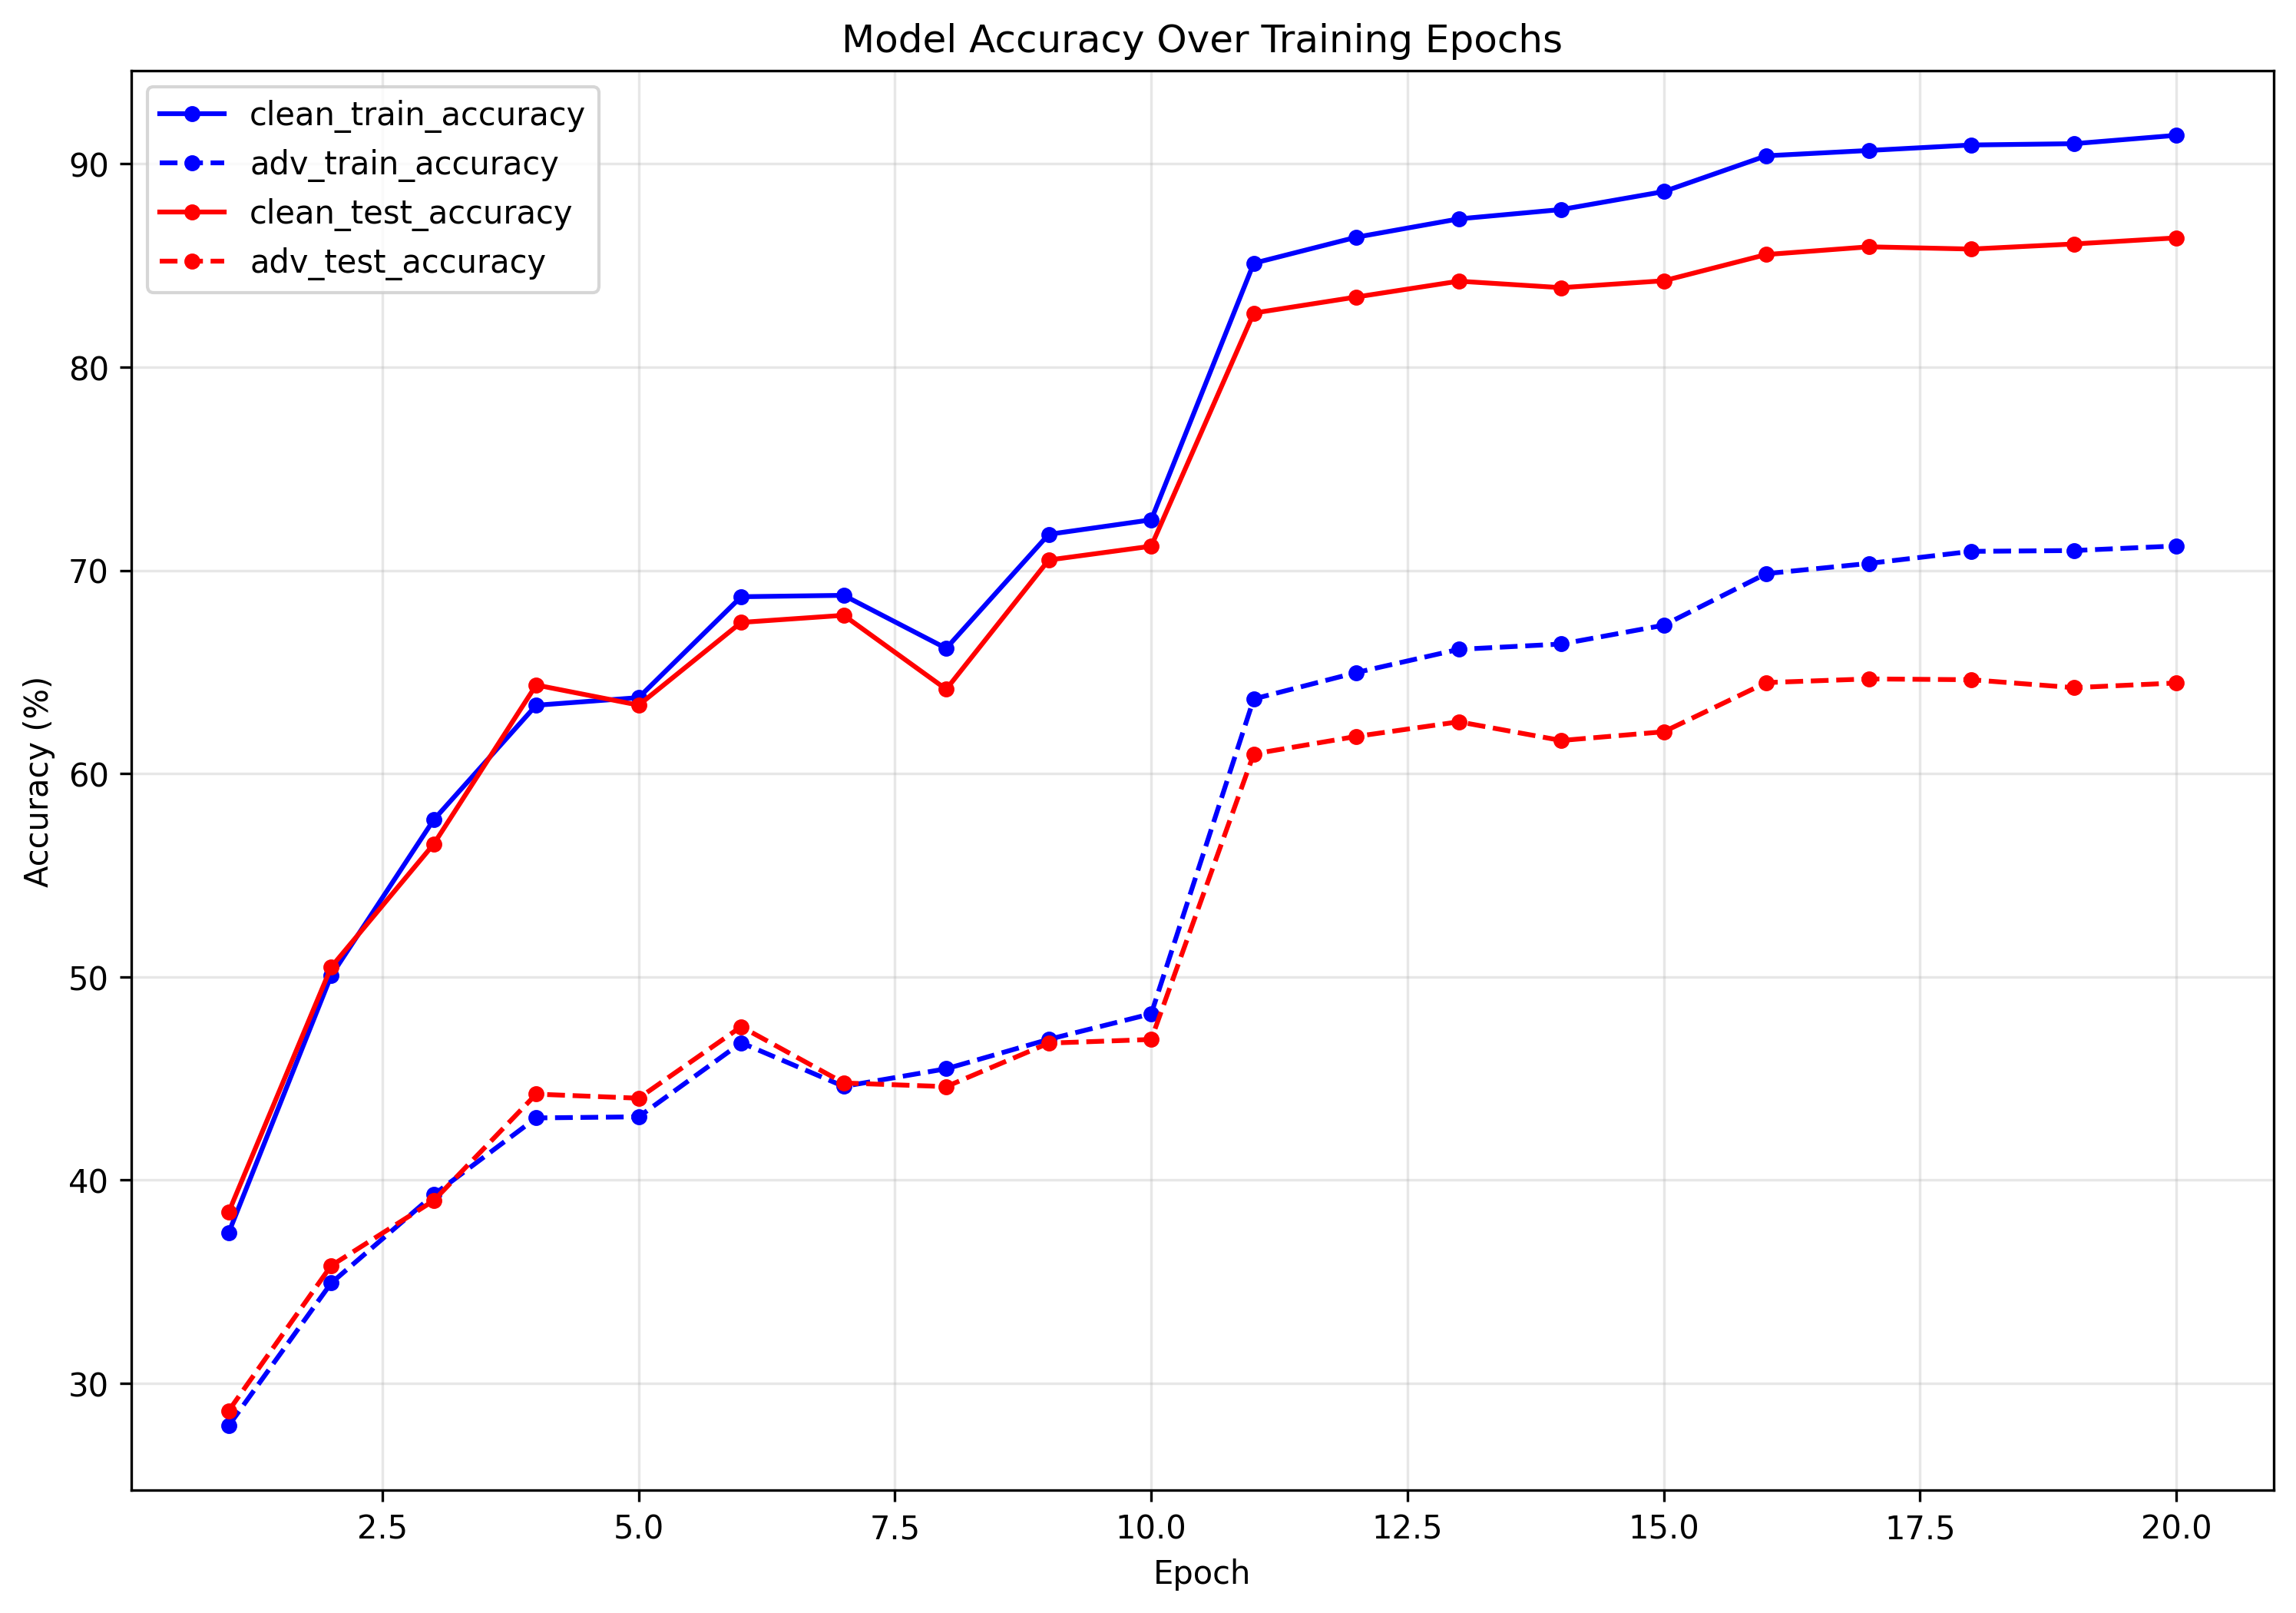 Model Accuracy Over Training Epochs
clean_train_accuracy
adv_train_accuracy
clean_test_accuracy
adv_test_accuracy
90
80
70
60
50
40
30
Accuracy (%)
2.5 5.0 7.5 10.0 12.5 15.0 17.5 20.0
Epoch